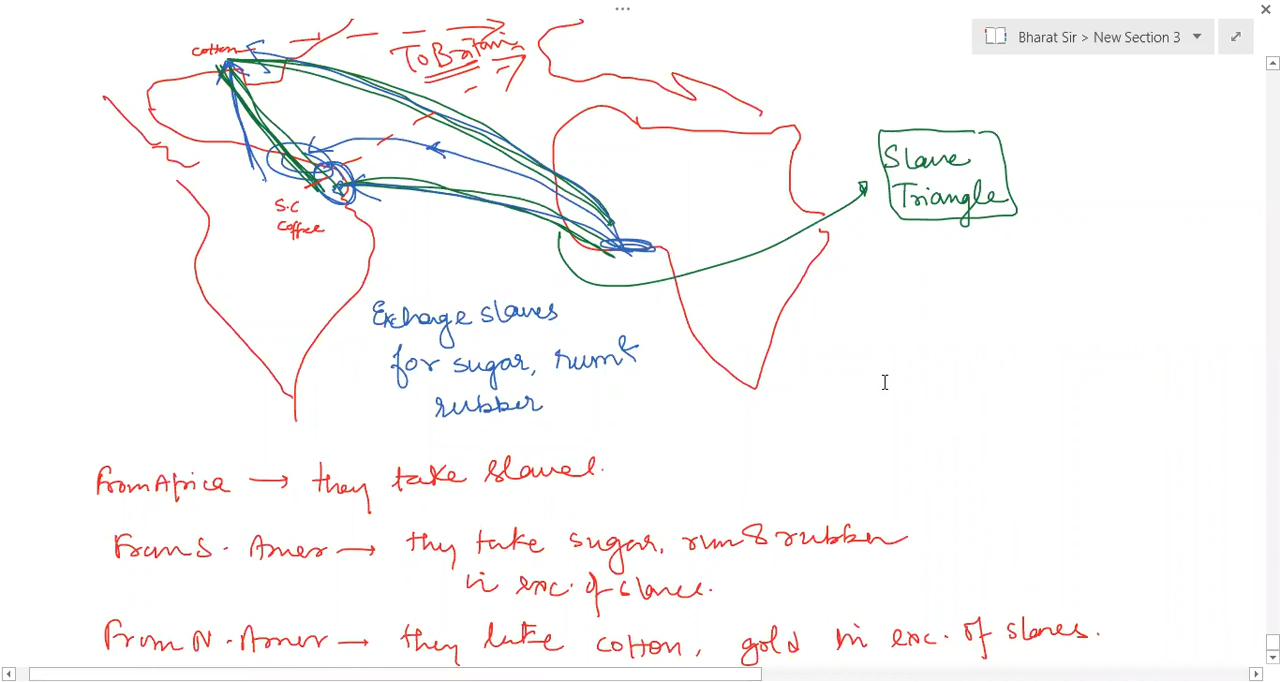 Bharat Sir > New Section 3
Cotton
To Britain
Slave
Triangle
S.C
Coffee
Exchange slaves
for sugar, rum &
rubber
From Africa → they take slaves.
From S. Amer → they take sugar, rum & rubber
in exc. of slaves.
From N. Amer → they take cotton, gold in exc. of slaves.